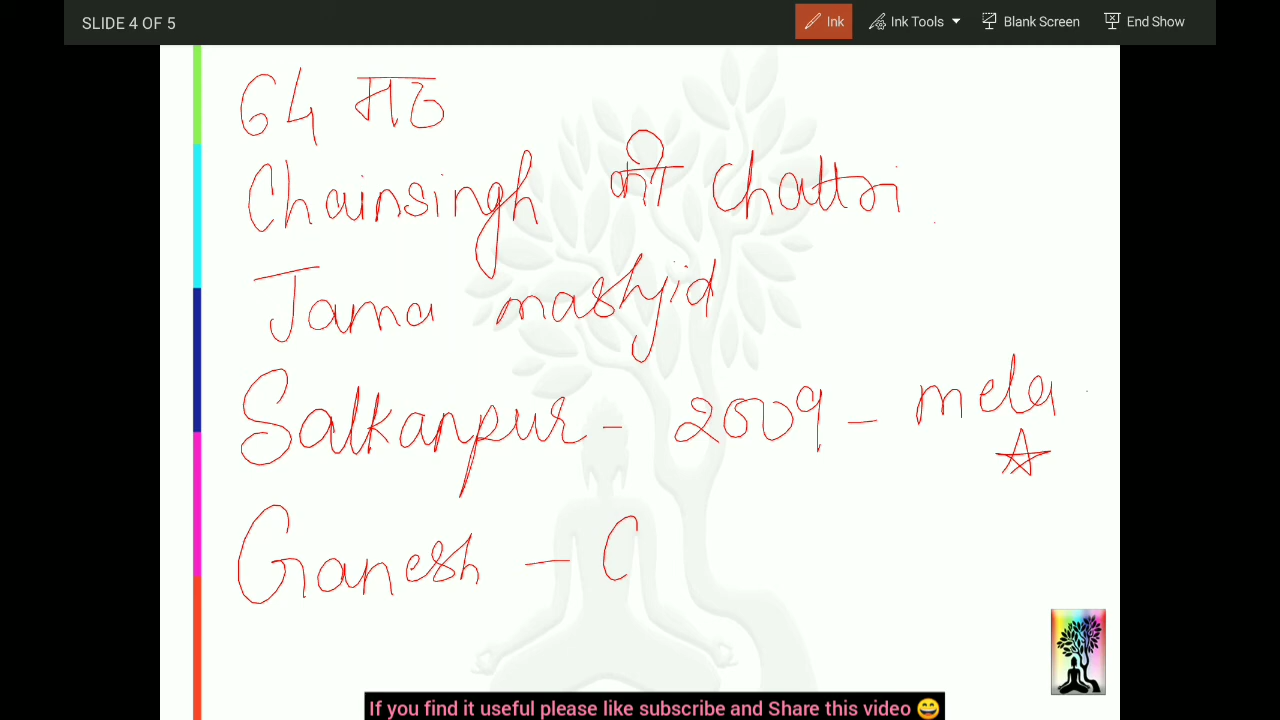 SLIDE 4 OF 5
Ink
Ink Tools
Blank Screen
End Show
64 मठ
Chainsingh की Chattri
Jama mashjid
Salkanpur - 2009 - mela
Ganesh - C
If you find it useful please like subscribe and Share this video 😄